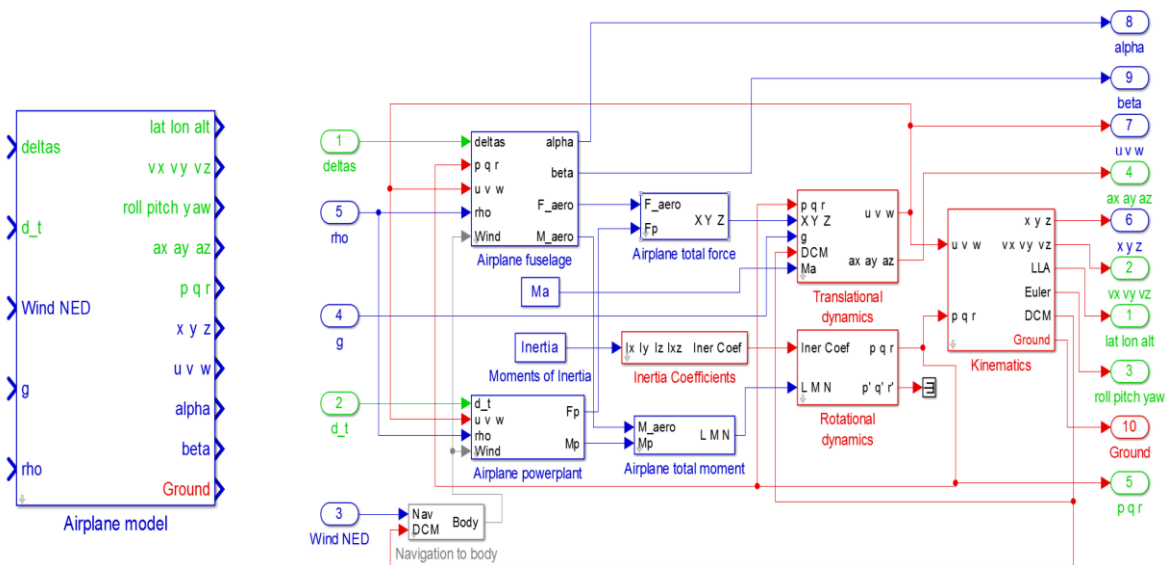 deltas
d_t
Wind NED
g
rho
lat lon alt
vx vy vz
roll pitch yaw
ax ay az
p q r
x y z
u v w
alpha
beta
Ground
Airplane model
1
deltas
5
rho
4
g
2
d_t
3
Wind NED
deltas
p q r
u v w
rho
Wind
alpha
beta
F_aero
M_aero
Airplane fuselage
F_aero
Fp
X Y Z
Airplane total force
Ma
Inertia
Moments of Inertia
Ix Iy Iz Ixz
Iner Coef
Inertia Coefficients
d_t
u v w
rho
Wind
Fp
Mp
Airplane powerplant
M_aero
Mp
L M N
Airplane total moment
Nav
DCM
Body
Navigation to body
p q r
X Y Z
g
DCM
Ma
u v w
ax ay az
Translational
dynamics
Iner Coef
L M N
p q r
p' q' r'
Rotational
dynamics
u v w
p q r
x y z
vx vy vz
LLA
Euler
DCM
Ground
Kinematics
8
alpha
9
beta
7
u v w
4
ax ay az
6
x y z
2
vx vy vz
1
lat lon alt
3
roll pitch yaw
10
Ground
5
p q r